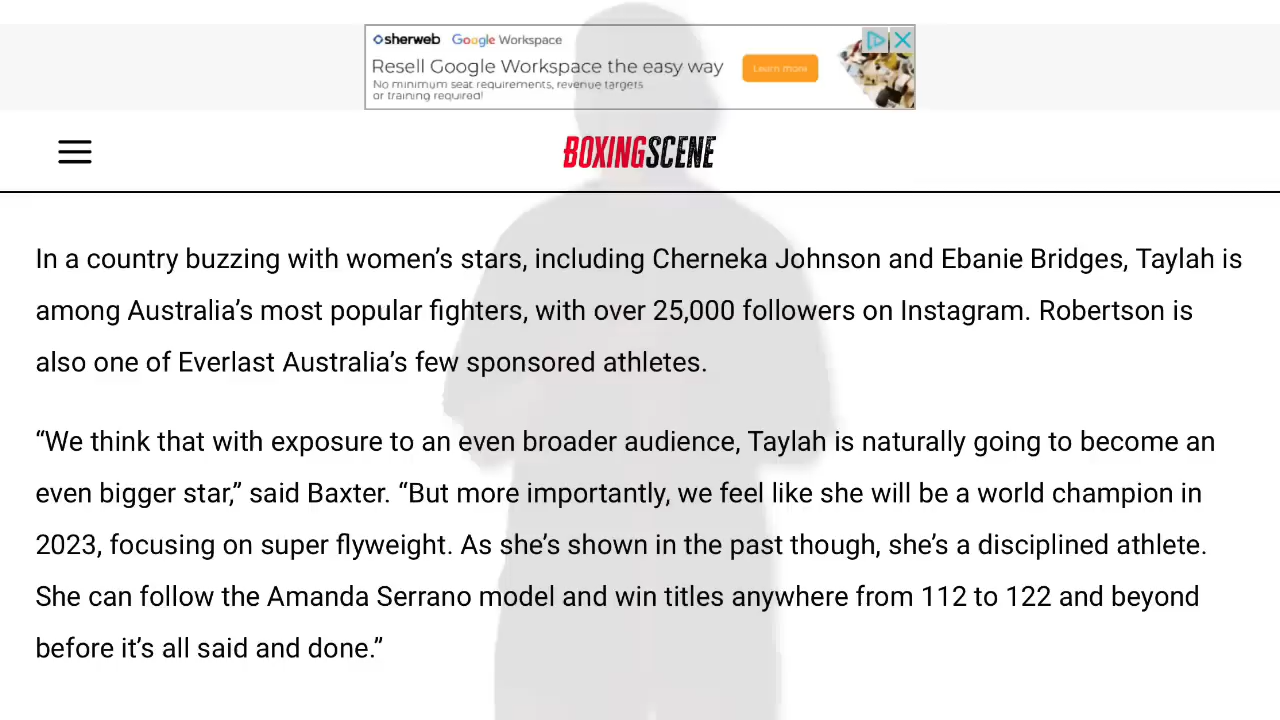 sherweb Google Workspace
Resell Google Workspace the easy way
Learn more
No minimum seat requirements, revenue targets
or training required!
BOXINGSCENE
In a country buzzing with women’s stars, including Cherneka Johnson and Ebanie Bridges, Taylah is
among Australia’s most popular fighters, with over 25,000 followers on Instagram. Robertson is
also one of Everlast Australia’s few sponsored athletes.
“We think that with exposure to an even broader audience, Taylah is naturally going to become an
even bigger star,” said Baxter. “But more importantly, we feel like she will be a world champion in
2023, focusing on super flyweight. As she’s shown in the past though, she’s a disciplined athlete.
She can follow the Amanda Serrano model and win titles anywhere from 112 to 122 and beyond
before it’s all said and done.”